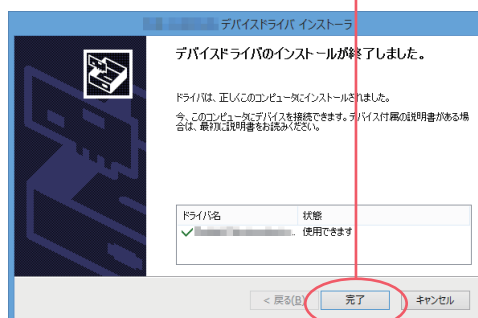 デバイスドライバ インストーラ
デバイスドライバのインストールが終了しました。
ドライバは、正しくこのコンピュータにインストールされました。
今、このコンピュータにデバイスを接続できます。デバイス付属の説明書がある場
合は、最初に説明書をお読みください。
ドライバ名 状態
使用できます
< 戻る(B) 完了 キャンセル